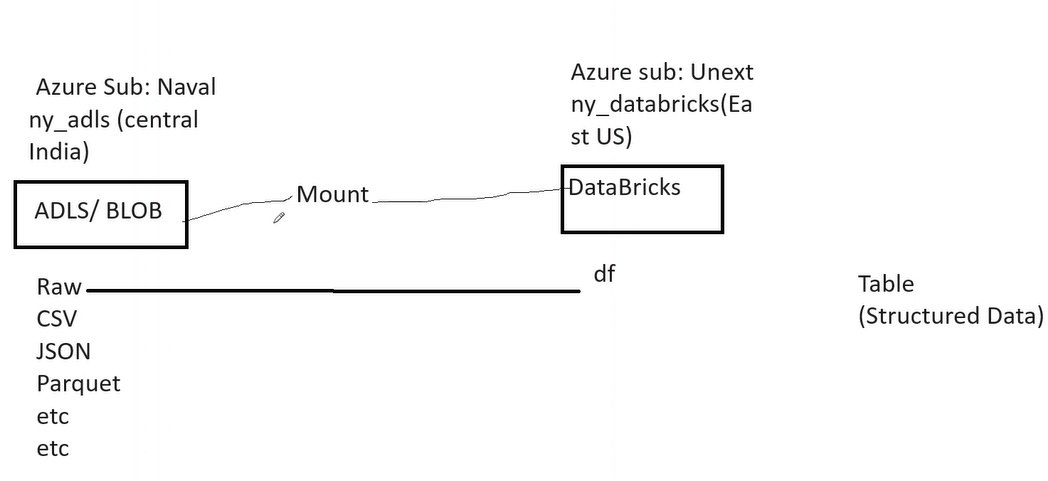 Azure Sub: Naval
ny_adls (central
India)
ADLS/ BLOB
Mount
Azure sub: Unext
ny_databricks(Ea
st US)
DataBricks
Raw
CSV
JSON
Parquet
etc
etc
df
Table
(Structured Data)